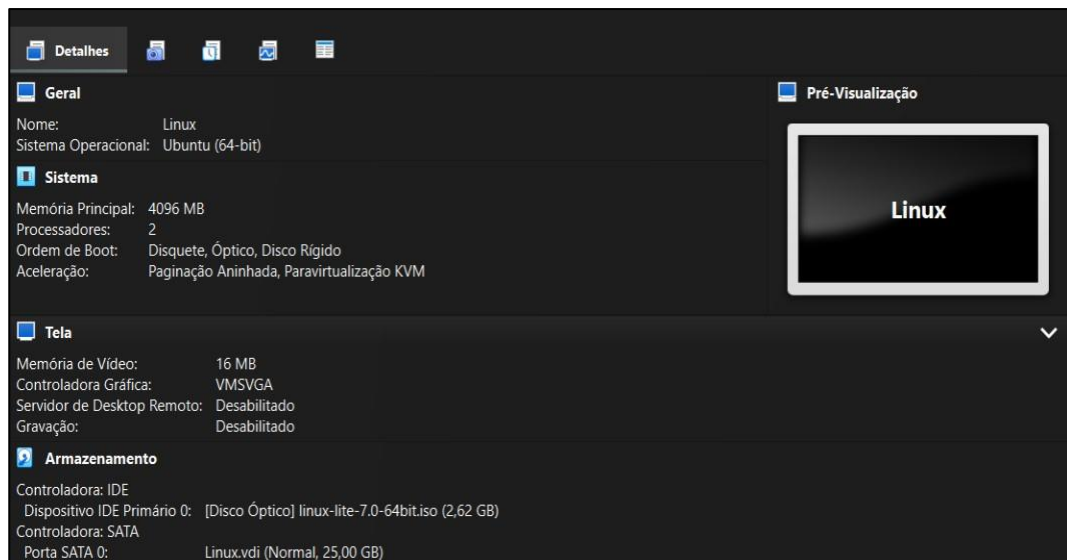 Detalhes
Geral
Nome: Linux
Sistema Operacional: Ubuntu (64-bit)
Sistema
Memória Principal: 4096 MB
Processadores: 2
Ordem de Boot: Disquete, Óptico, Disco Rígido
Aceleração: Paginação Aninhada, Paravirtualização KVM
Pré-Visualização
Linux
Tela
Memória de Vídeo: 16 MB
Controladora Gráfica: VMSVGA
Servidor de Desktop Remoto: Desabilitado
Gravação: Desabilitado
Armazenamento
Controladora: IDE
Dispositivo IDE Primário 0: [Disco Óptico] linux-lite-7.0-64bit.iso (2,62 GB)
Controladora: SATA
Porta SATA 0: Linux.vdi (Normal, 25,00 GB)